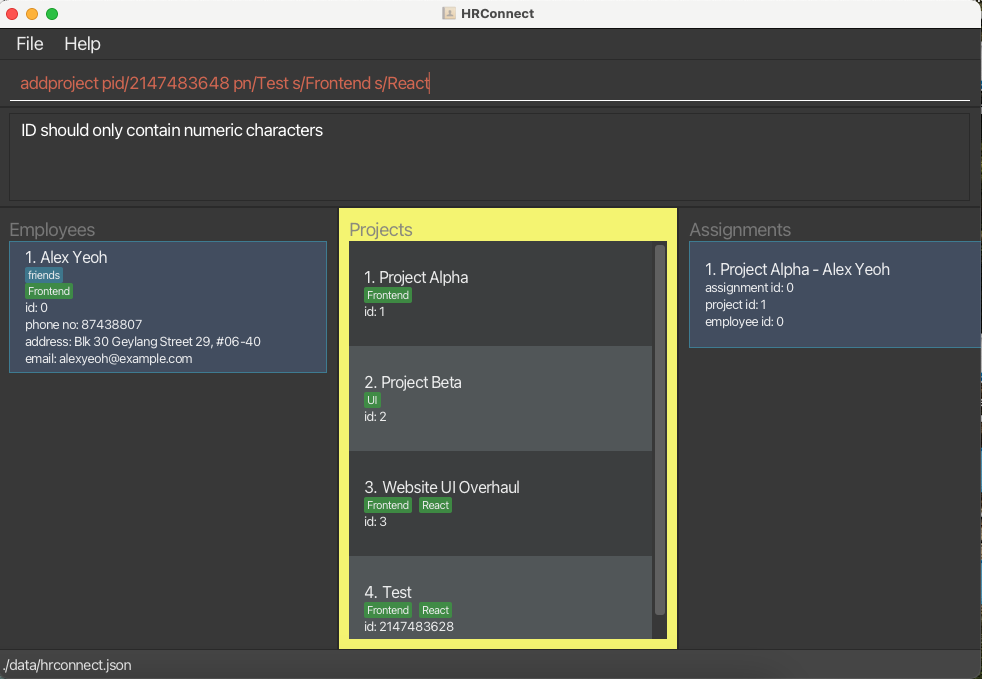 HRConnect
File Help
addproject pid/2147483648 pn/Test s/Frontend s/React
ID should only contain numeric characters
Employees
1. Alex Yeoh
friends
Frontend
id: 0
phone no: 87438807
address: Blk 30 Geylang Street 29, #06-40
email: alexyeoh@example.com
Projects
1. Project Alpha
Frontend
id: 1
2. Project Beta
UI
id: 2
3. Website UI Overhaul
Frontend React
id: 3
4. Test
Frontend React
id: 2147483628
Assignments
1. Project Alpha - Alex Yeoh
assignment id: 0
project id: 1
employee id: 0
./data/hrconnect.json